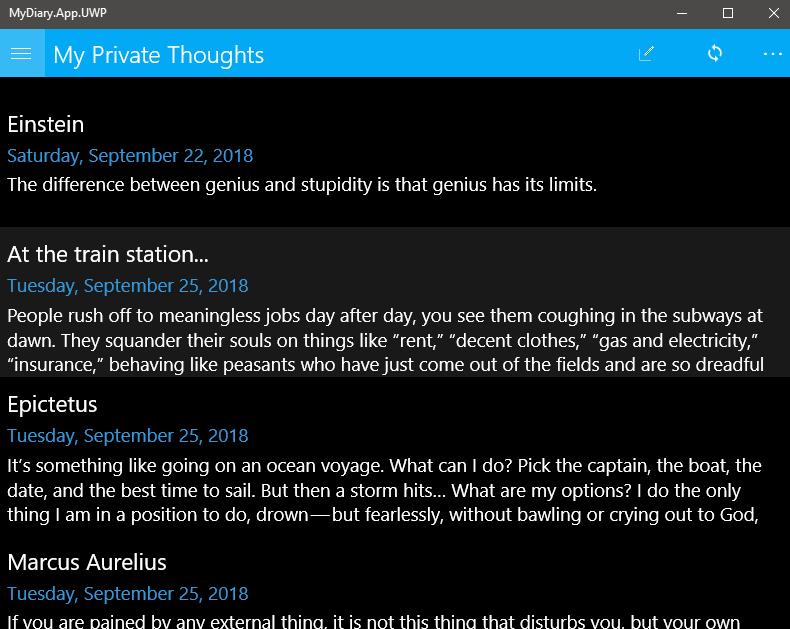 MyDiary.App.UWP
My Private Thoughts
Einstein
Saturday, September 22, 2018
The difference between genius and stupidity is that genius has its limits.
At the train station...
Tuesday, September 25, 2018
People rush off to meaningless jobs day after day, you see them coughing in the subways at
dawn. They squander their souls on things like ”rent,” “decent clothes,” “gas and electricity,”
“insurance,” behaving like peasants who have just come out of the fields and are so dreadful
Epictetus
Tuesday, September 25, 2018
It’s something like going on an ocean voyage. What can I do? Pick the captain, the boat, the
date, and the best time to sail. But then a storm hits... What are my options? I do the only
thing I am in a position to do, drown — but fearlessly, without bawling or crying out to God,
Marcus Aurelius
Tuesday, September 25, 2018
If you are pained by any external thing, it is not this thing that disturbs you, but your own